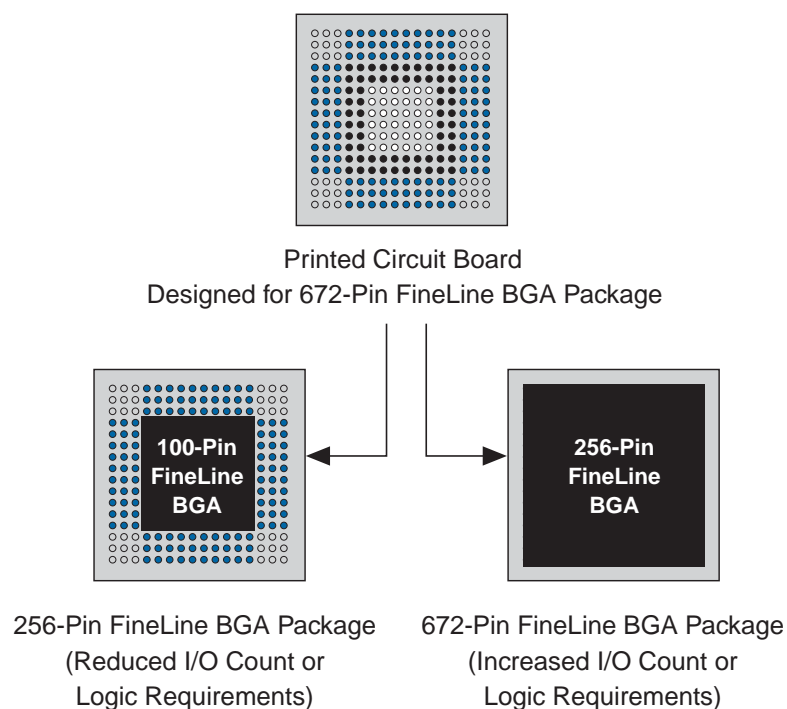 Printed Circuit Board
Designed for 672-Pin FineLine BGA Package
100-Pin
FineLine
BGA
256-Pin
FineLine
BGA
256-Pin FineLine BGA Package
(Reduced I/O Count or
Logic Requirements)
672-Pin FineLine BGA Package
(Increased I/O Count or
Logic Requirements)